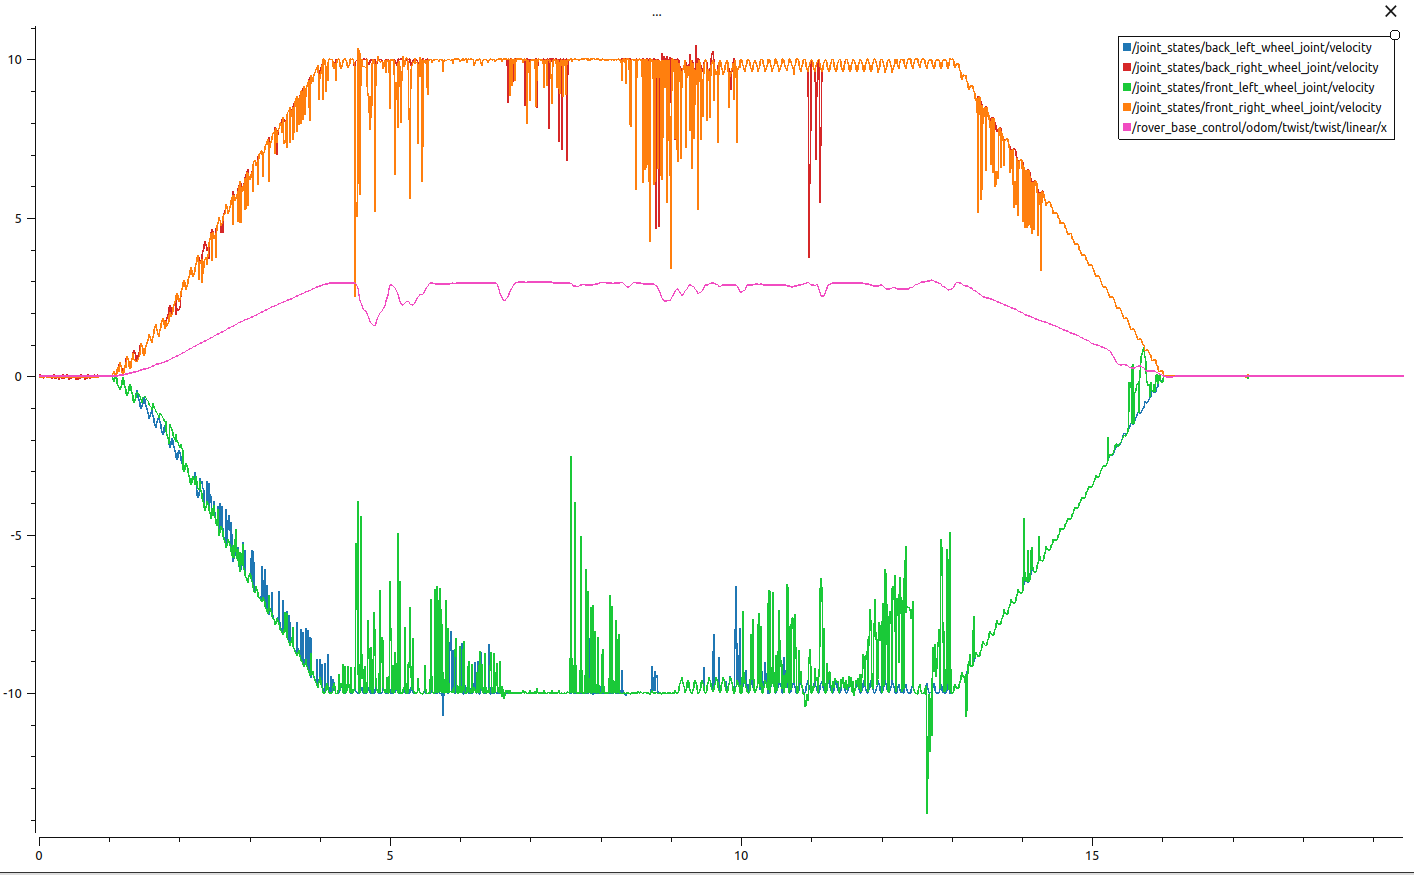 ...
/joint_states/back_left_wheel_joint/velocity
/joint_states/back_right_wheel_joint/velocity
/joint_states/front_left_wheel_joint/velocity
/joint_states/front_right_wheel_joint/velocity
/rover_base_control/odom/twist/twist/linear/x
10
5
0
-5
-10
0 5 10 15